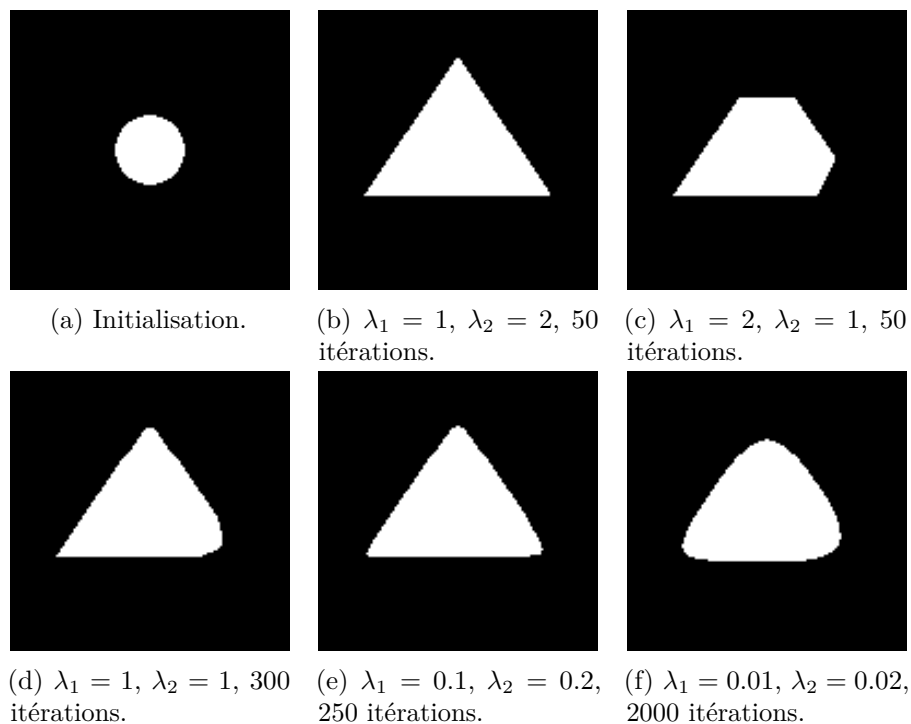 (a) Initialisation.
(b) λ₁ = 1, λ₂ = 2, 50
itérations.
(c) λ₁ = 2, λ₂ = 1, 50
itérations.
(d) λ₁ = 1, λ₂ = 1, 300
itérations.
(e) λ₁ = 0.1, λ₂ = 0.2,
250 itérations.
(f) λ₁ = 0.01, λ₂ = 0.02,
2000 itérations.